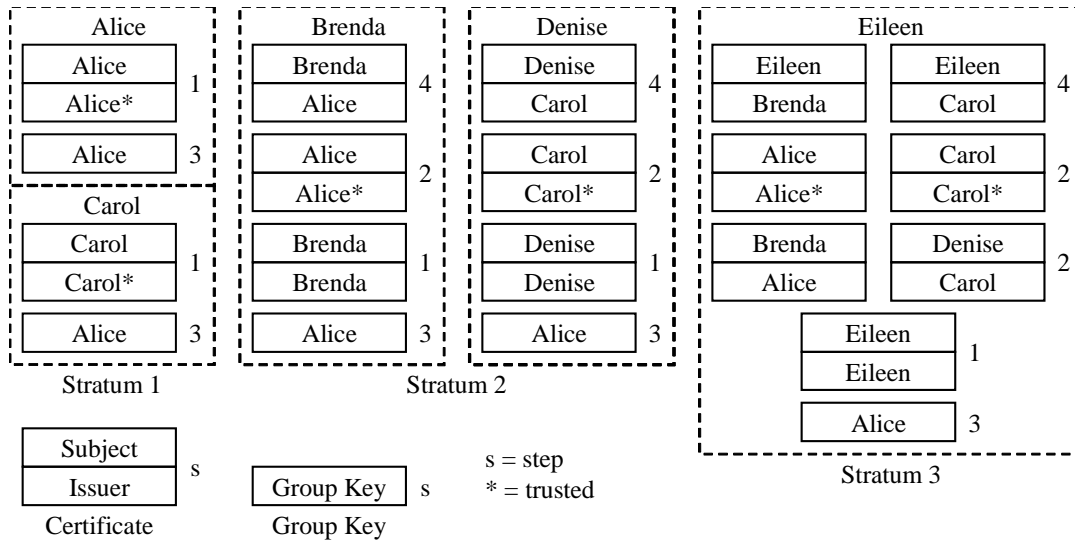 Alice
Alice
Alice*
1
Alice
3
Carol
Carol
Carol*
1
Alice
3
Stratum 1
Brenda
Brenda
Alice
4
Alice
Alice*
2
Brenda
Brenda
1
Alice
3
Denise
Denise
Carol
4
Carol
Carol*
2
Denise
Denise
1
Alice
3
Stratum 2
Eileen
Eileen
Brenda
Eileen
Carol
4
Alice
Alice*
Carol
Carol*
2
Brenda
Alice
Denise
Carol
2
Eileen
Eileen
1
Alice
3
Stratum 3
Subject
Issuer
s
Certificate
Group Key
s
Group Key
s = step
* = trusted